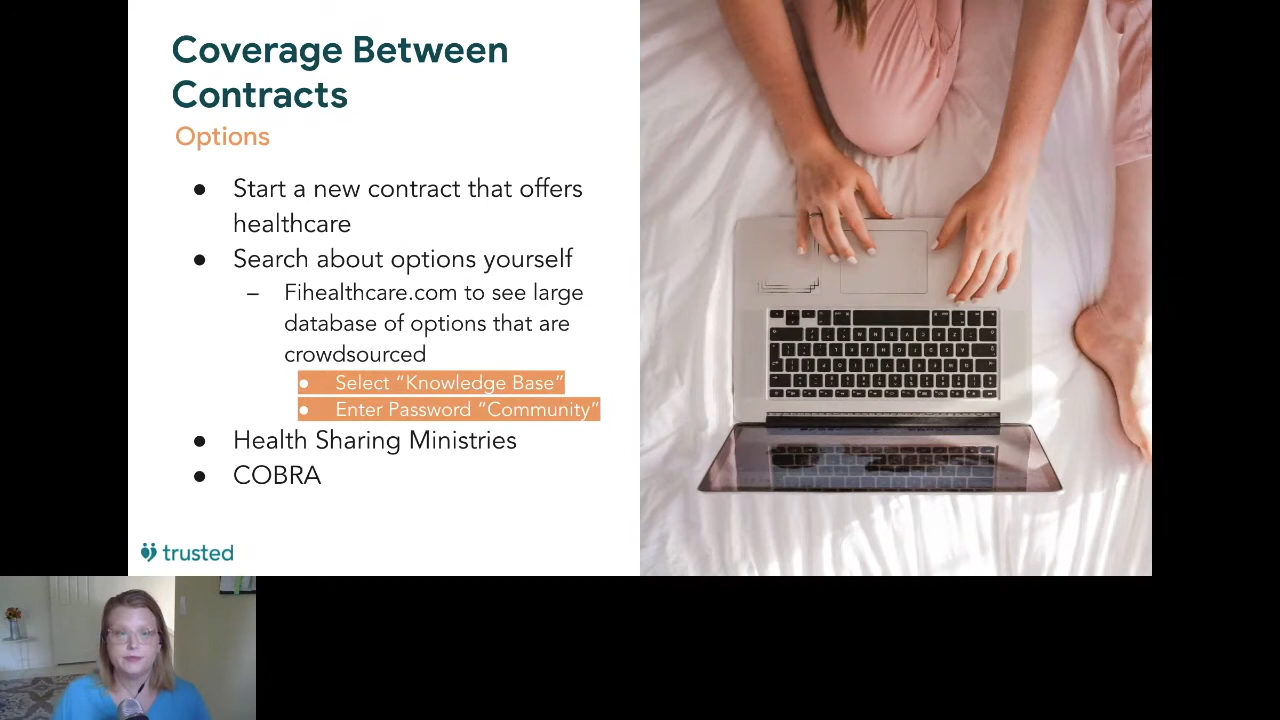 Coverage Between
Contracts
Options
● Start a new contract that offers
healthcare
● Search about options yourself
– Fihealthcare.com to see large
database of options that are
crowdsourced
● Select “Knowledge Base”
● Enter Password “Community”
● Health Sharing Ministries
● COBRA
trusted